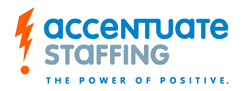 accentuate
STAFFING
THE POWER OF POSITIVE.